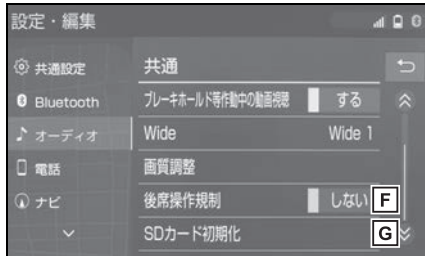 設定・編集
共通設定
共通
Bluetooth
ブレーキホールド等作動中の動画視聴 する
オーディオ
Wide Wide 1
電話
画質調整
ナビ
後席操作規制 しない F
SDカード初期化 G